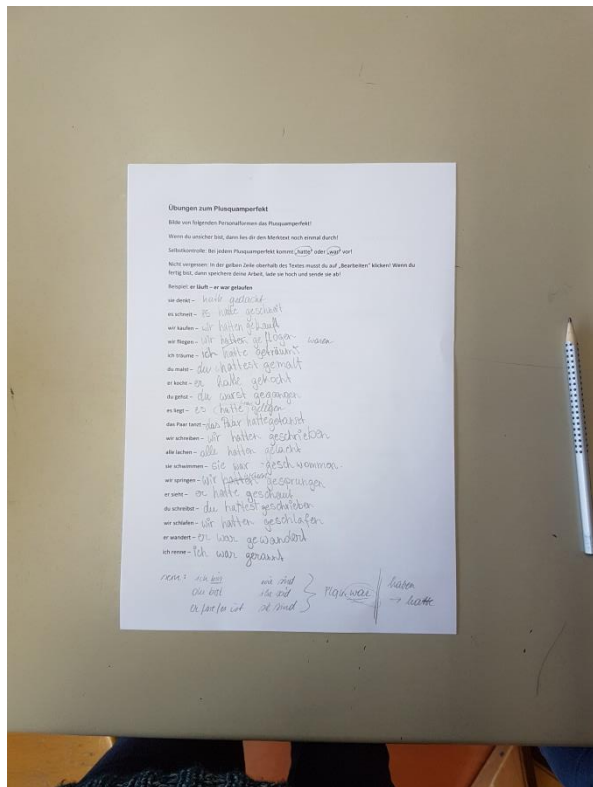 Übungen zum Plusquamperfekt
Bilde von folgenden Personalformen das Plusquamperfekt!
Wenn du unsicher bist, dann lies dir den Merktext noch einmal durch!
Selbstkontrolle: Bei jedem Plusquamperfekt kommt „hatte" oder „war" vor!
Nicht vergessen: In der gelben Zeile oberhalb des Textes musst du auf „Bearbeiten" klicken! Wenn du
fertig bist, dann speichere deine Arbeit, lade sie hoch und sende sie ab!
Beispiel: er läuft – er war gelaufen
sie denkt – hatte gedacht
es schneit – es hatte geschneit
wir kaufen – wir hatten gekauft
wir fliegen – wir hatten geflogen waren
ich träume – ich hatte geträumt
du malst – du hattest gemalt
er kocht – er hatte gekocht
du gehst – du warst gegangen
es liegt – es hatte gelegen
das Paar tanzt – das Paar hatte getanzt
wir schreiben – wir hatten geschrieben
alle lachen – alle hatten gelacht
sie schwimmen – sie war geschwommen
wir springen – wir hatten gesprungen
er sieht – er hatte geschaut
du schreibst – du hattest geschrieben
wir schlafen – wir hatten geschlafen
er wandert – er war gewandert
ich renne – ich war gerannt
ich bin wir sind haben
du bist ihr seid war → hatte
er/sie/es ist sie sind